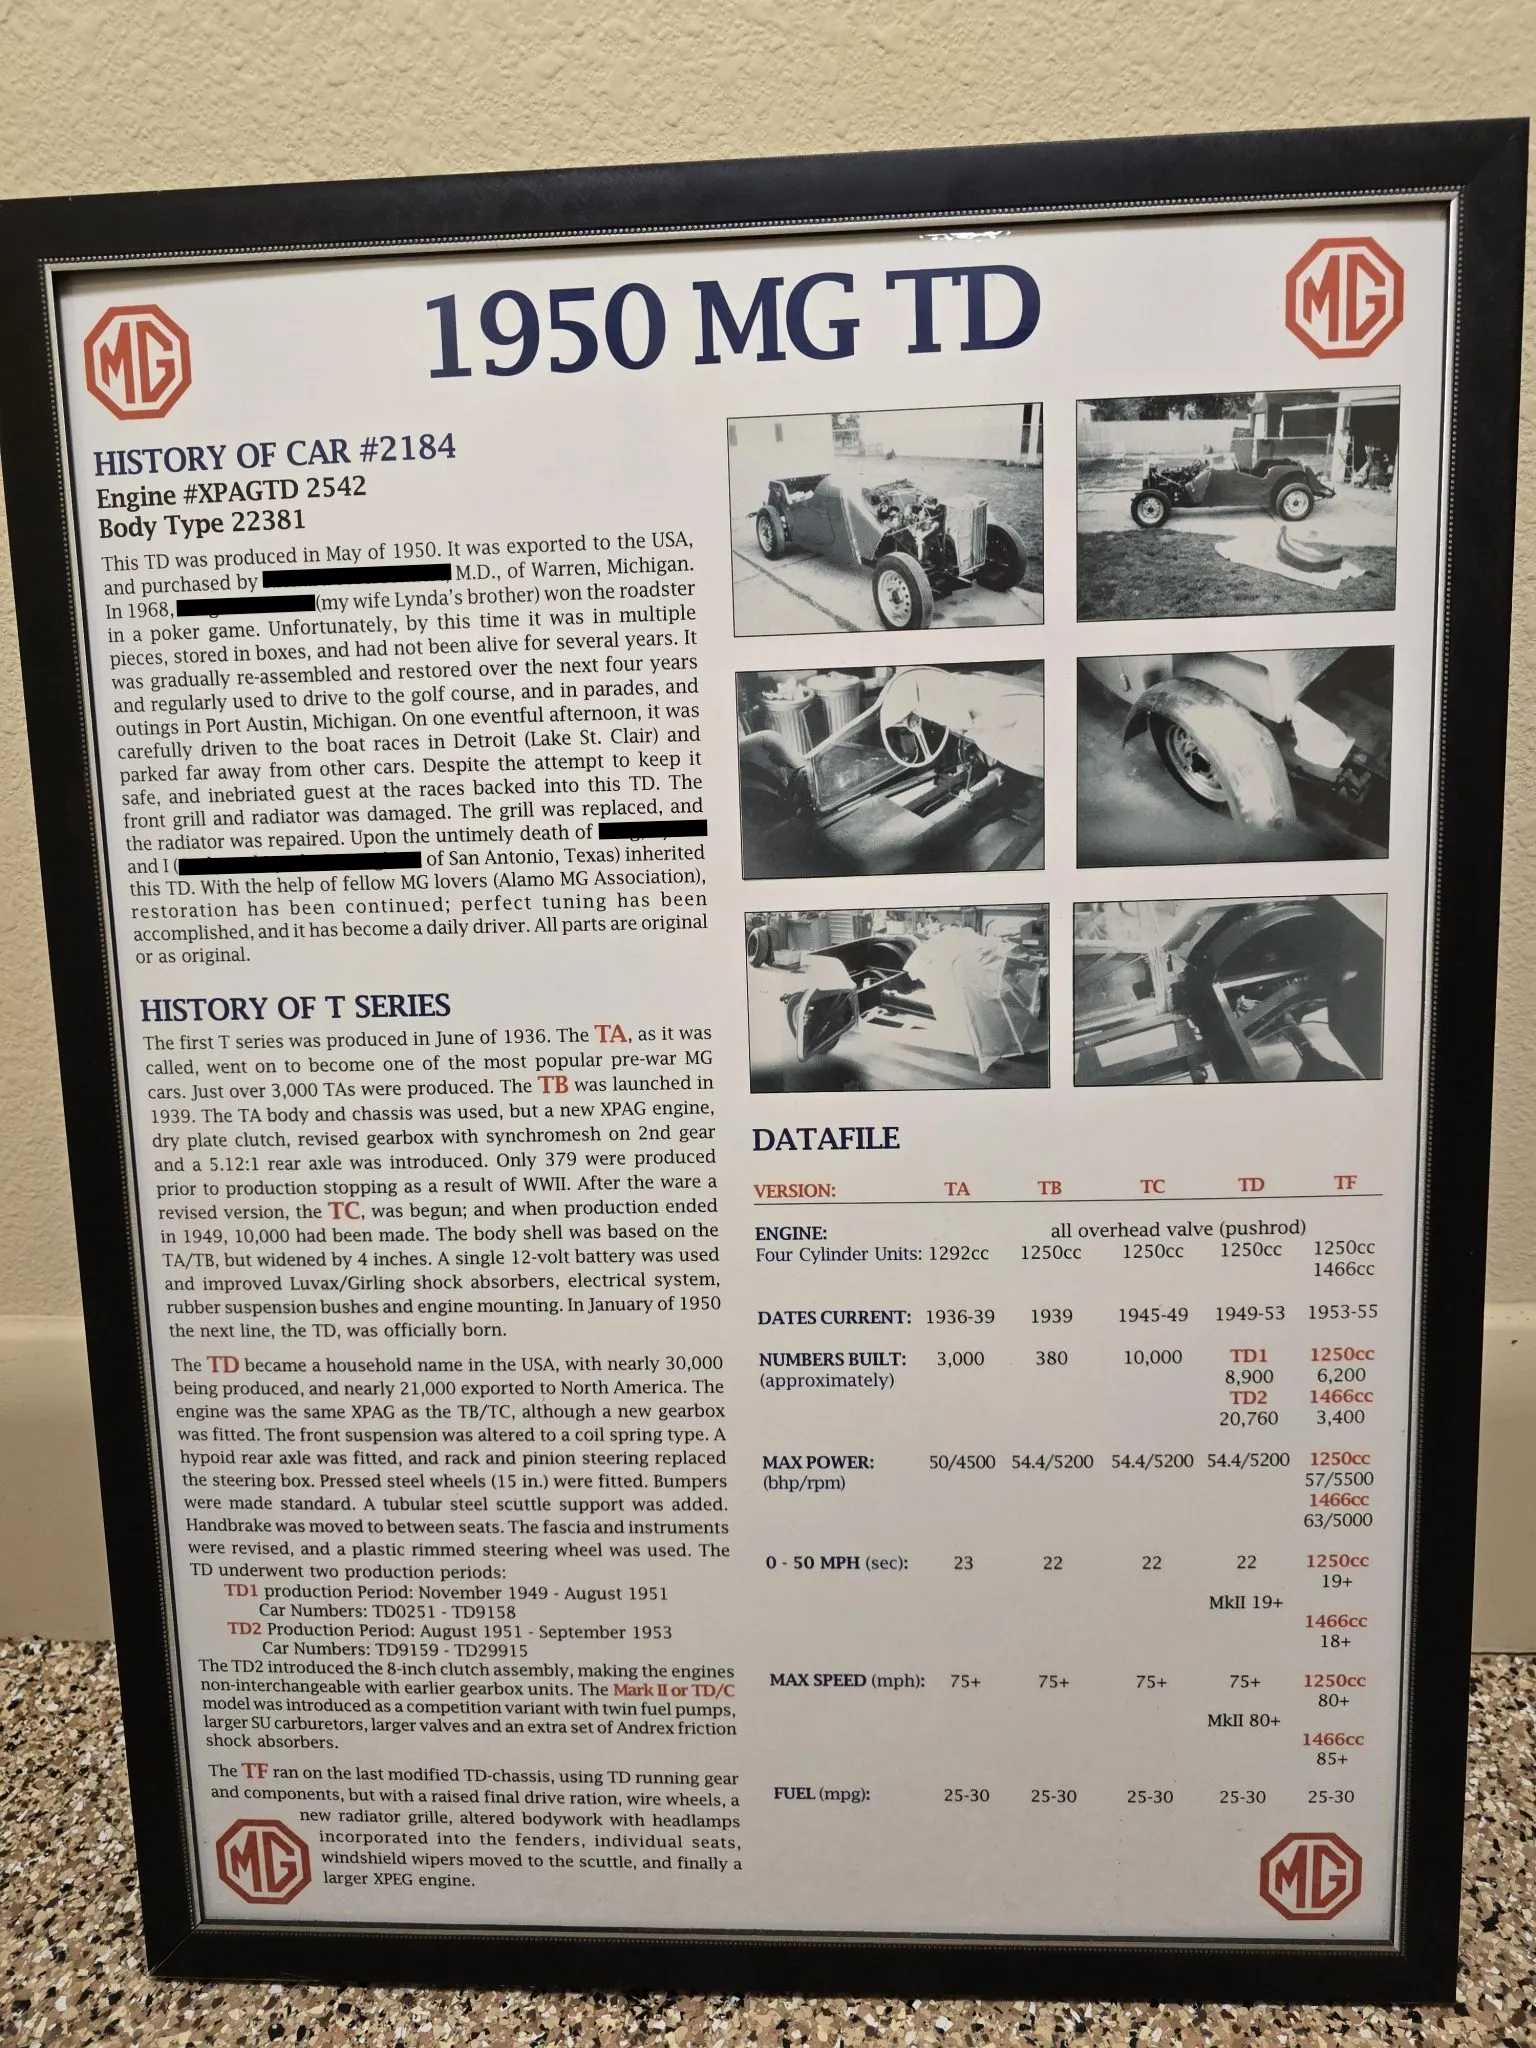 1950 MG TD
MG
MG
HISTORY OF CAR #2184
Engine #XPAGTD 2542
Body Type 22381
This TD was produced in May of 1950. It was exported to the USA,
and purchased by M.D., of Warren, Michigan.
In 1968, (my wife Lynda's brother) won the roadster
in a poker game. Unfortunately, by this time it was in multiple
pieces, stored in boxes, and had not been alive for several years. It
was gradually re-assembled and restored over the next four years
and regularly used to drive to the golf course, and in parades, and
outings in Port Austin, Michigan. On one eventful afternoon, it was
carefully driven to the boat races in Detroit (Lake St. Clair) and
parked far away from other cars. Despite the attempt to keep it
safe, and inebriated guest at the races backed into this TD. The
front grill and radiator was damaged. The grill was replaced, and
the radiator was repaired. Upon the untimely death of
and I ( of San Antonio, Texas) inherited
this TD. With the help of fellow MG lovers (Alamo MG Association),
restoration has been continued; perfect tuning has been
accomplished, and it has become a daily driver. All parts are original
or as original.
HISTORY OF T SERIES
The first T series was produced in June of 1936. The TA, as it was
called, went on to become one of the most popular pre-war MG
cars. Just over 3,000 TAs were produced. The TB was launched in
1939. The TA body and chassis was used, but a new XPAG engine,
dry plate clutch, revised gearbox with synchromesh on 2nd gear
and a 5.12:1 rear axle was introduced. Only 379 were produced
prior to production stopping as a result of WWII. After the ware a
revised version, the TC, was begun; and when production ended
in 1949, 10,000 had been made. The body shell was based on the
TA/TB, but widened by 4 inches. A single 12-volt battery was used
and improved Luvax/Girling shock absorbers, electrical system,
rubber suspension bushes and engine mounting. In January of 1950
the next line, the TD, was officially born.
The TD became a household name in the USA, with nearly 30,000
being produced, and nearly 21,000 exported to North America. The
engine was the same XPAG as the TB/TC, although a new gearbox
was fitted. The front suspension was altered to a coil spring type. A
hypoid rear axle was fitted, and rack and pinion steering replaced
the steering box. Pressed steel wheels (15 in.) were fitted. Bumpers
were made standard. A tubular steel scuttle support was added.
Handbrake was moved to between seats. The fascia and instruments
were revised, and a plastic rimmed steering wheel was used. The
TD underwent two production periods:
TD1 production Period: November 1949 - August 1951
Car Numbers: TD0251 - TD9158
TD2 Production Period: August 1951 - September 1953
Car Numbers: TD9159 - TD29915
The TD2 introduced the 8-inch clutch assembly, making the engines
non-interchangeable with earlier gearbox units. The Mark II or TD/C
model was introduced as a competition variant with twin fuel pumps,
larger SU carburetors, larger valves and an extra set of Andrex friction
shock absorbers.
The TF ran on the last modified TD-chassis, using TD running gear
and components, but with a raised final drive ration, wire wheels, a
new radiator grille, altered bodywork with headlamps
incorporated into the fenders, individual seats,
windshield wipers moved to the scuttle, and finally a
larger XPEG engine.
MG
DATAFILE
VERSION: TA TB TC TD TF
ENGINE: all overhead valve (pushrod)
Four Cylinder Units: 1292cc 1250cc 1250cc 1250cc 1250cc
1466cc
DATES CURRENT: 1936-39 1939 1945-49 1949-53 1953-55
NUMBERS BUILT: 3,000 380 10,000 TD1 1250cc
(approximately) 8,900 6,200
TD2 1466cc
20,760 3,400
MAX POWER: 50/4500 54.4/5200 54.4/5200 54.4/5200 1250cc
(bhp/rpm) 57/5500
1466cc
63/5000
0 - 50 MPH (sec): 23 22 22 22 1250cc
19+
MkII 19+
1466cc
18+
MAX SPEED (mph): 75+ 75+ 75+ 75+ 1250cc
80+
MkII 80+
1466cc
85+
FUEL (mpg): 25-30 25-30 25-30 25-30 25-30
MG